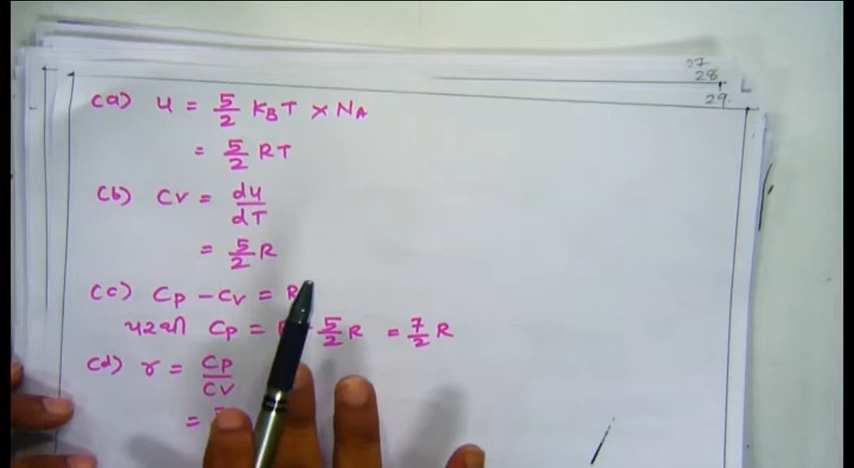 27
28
29
(a) u = 5/2 KBT × NA
= 5/2 RT
(b) Cv = du/dT
= 5/2 R
(c) Cp - Cv = R
પરથી Cp = 5/2 R = 7/2 R
(d) γ = Cp/Cv
=